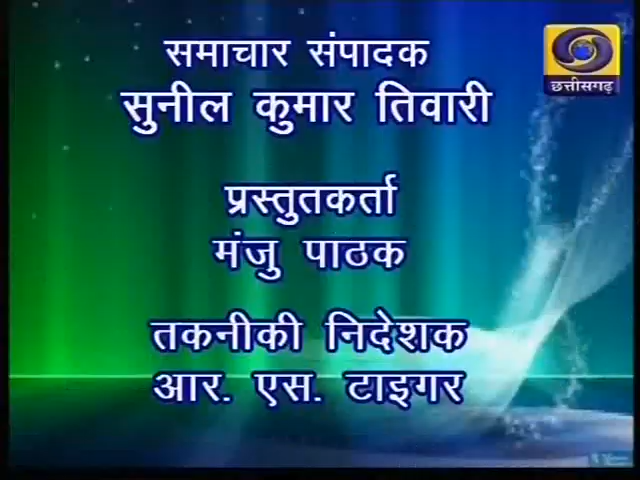 समाचार संपादक
सुनील कुमार तिवारी
छत्तीसगढ़
प्रस्तुतकर्ता
मंजु पाठक
तकनीकी निदेशक
आर. एस. टाइगर